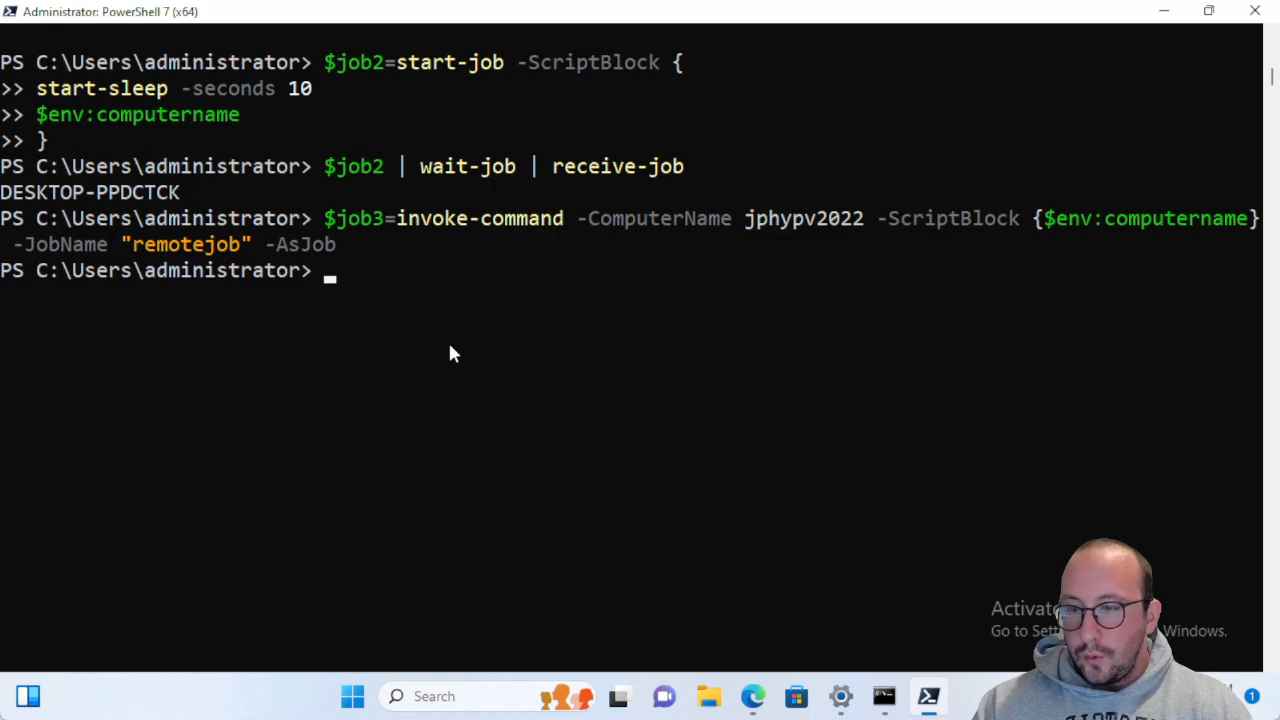 Administrator: PowerShell 7 (x64)
PS C:\Users\administrator> $job2=start-job -ScriptBlock {
>> start-sleep -seconds 10
>> $env:computername
>> }
PS C:\Users\administrator> $job2 | wait-job | receive-job
DESKTOP-PPDCTCK
PS C:\Users\administrator> $job3=invoke-command -ComputerName jphypv2022 -ScriptBlock {$env:computername}
-JobName "remotejob" -AsJob
PS C:\Users\administrator>
Activate
Go to Windows.
Search
1